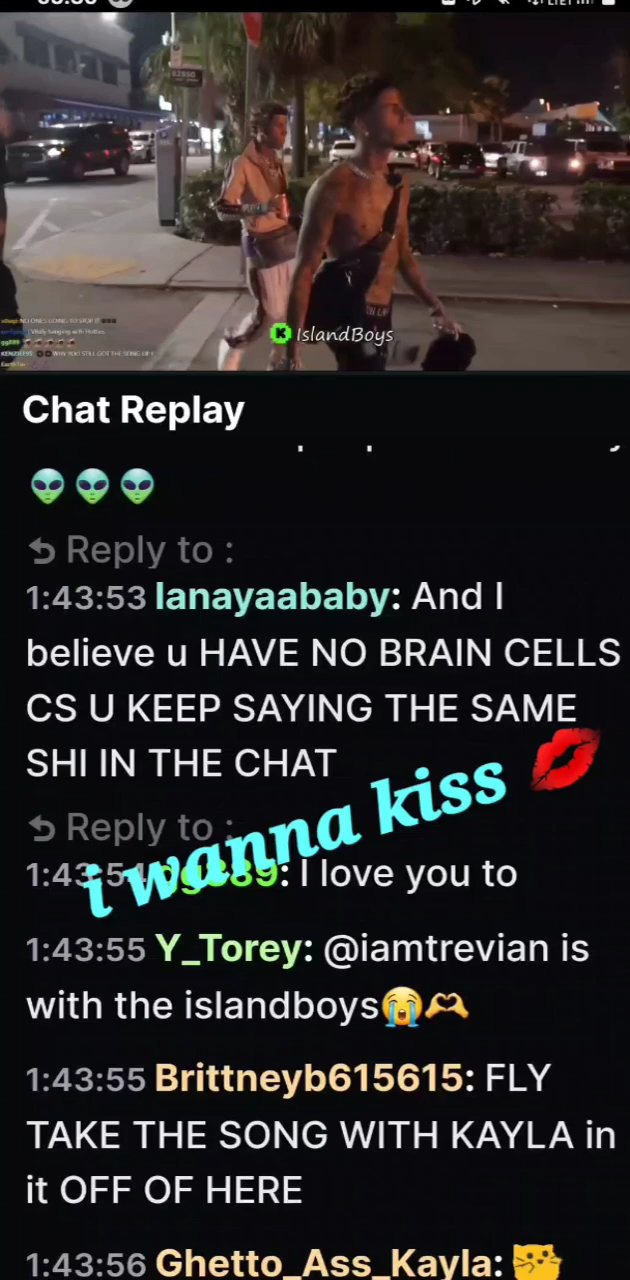 IslandBoys
Chat Replay
👽👽👽
Reply to :
1:43:53 lanayaababy: And I
believe u HAVE NO BRAIN CELLS
CS U KEEP SAYING THE SAME
SHI IN THE CHAT
i wanna kiss 💋
Reply to :
1:43:54 gg889: I love you to
1:43:55 Y_Torey: @iamtrevian is
with the islandboys😭🫶
1:43:55 Brittneyb615615: FLY
TAKE THE SONG WITH KAYLA in
it OFF OF HERE
1:43:56 Ghetto_Ass_Kayla: